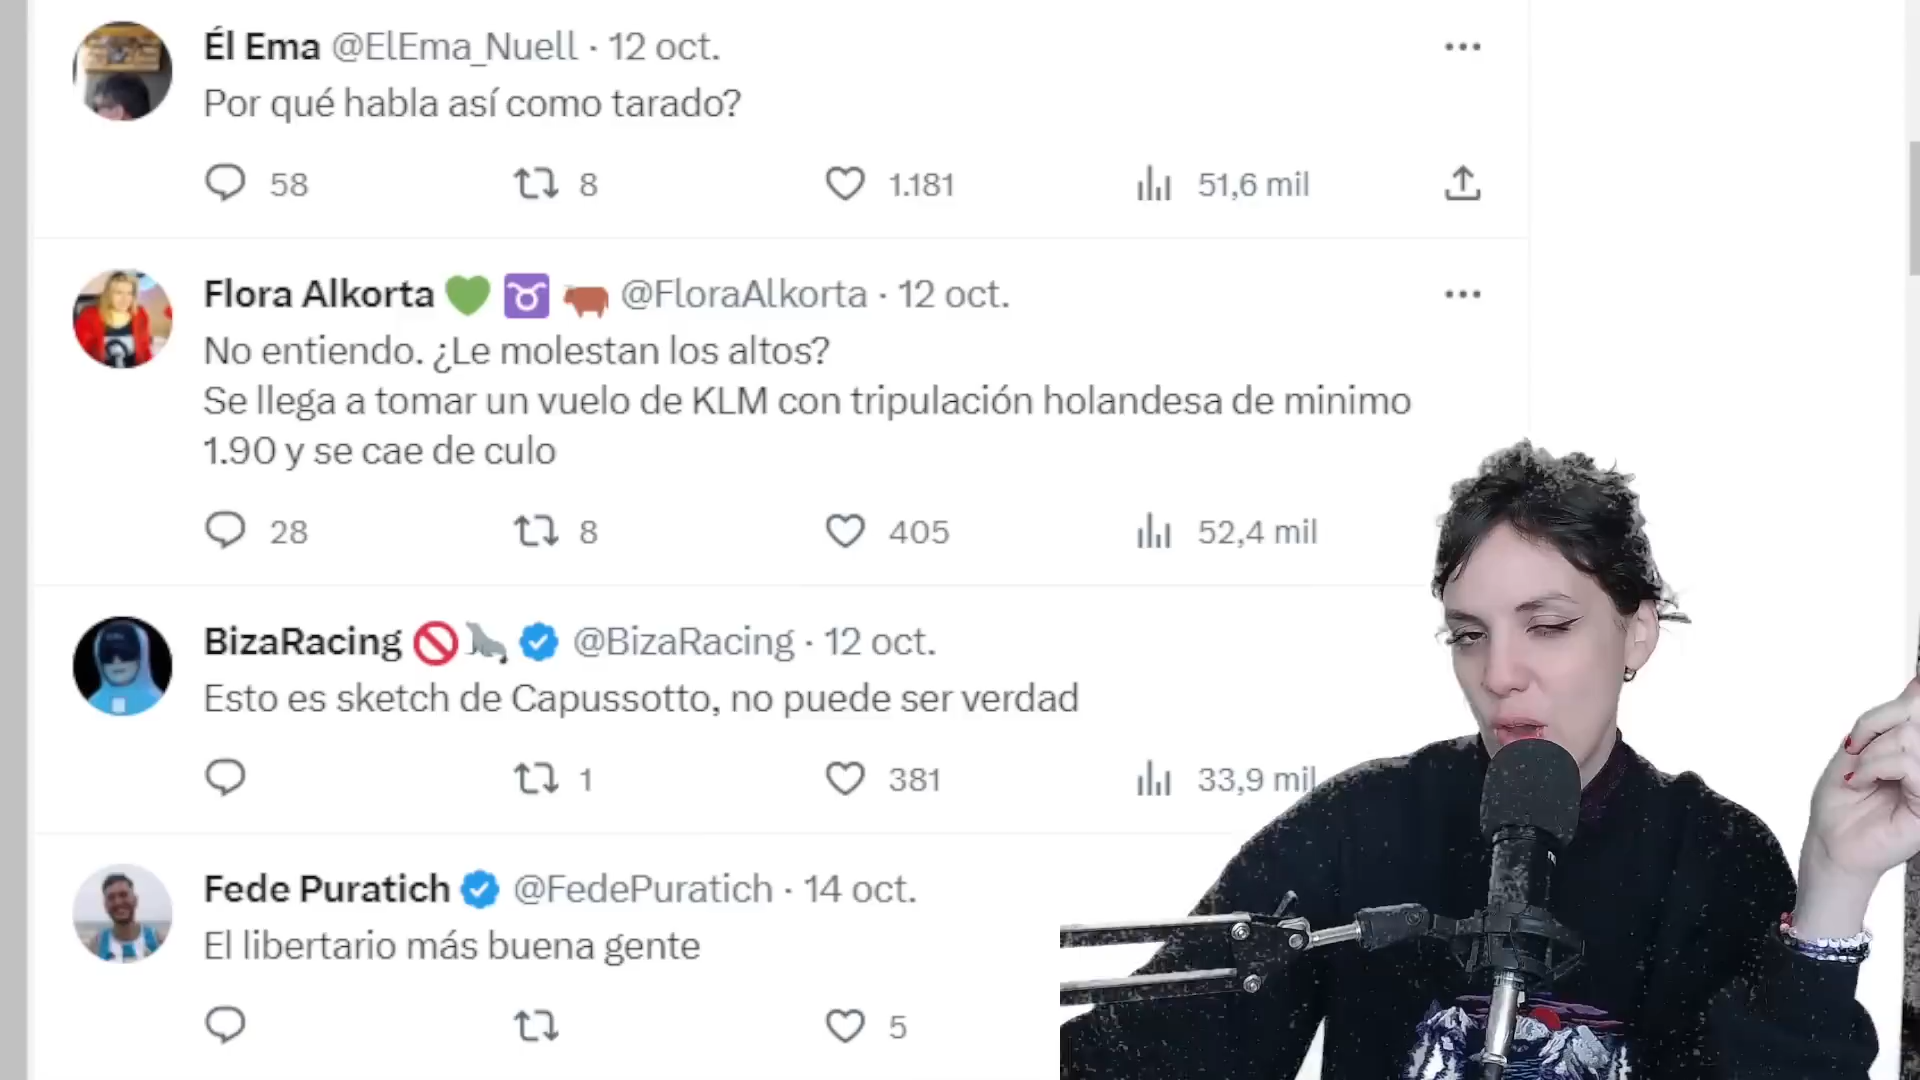 Él Ema @ElEma_Nuell · 12 oct.
Por qué habla así como tarado?
58 8 1.181 51,6 mil
Flora Alkorta 💚 ♉ 🐂 @FloraAlkorta · 12 oct.
No entiendo. ¿Le molestan los altos?
Se llega a tomar un vuelo de KLM con tripulación holandesa de minimo
1.90 y se cae de culo
28 8 405 52,4 mil
BizaRacing 🚫🦭 @BizaRacing · 12 oct.
Esto es sketch de Capussotto, no puede ser verdad
1 381 33,9 mil
Fede Puratich @FedePuratich · 14 oct.
El libertario más buena gente
5